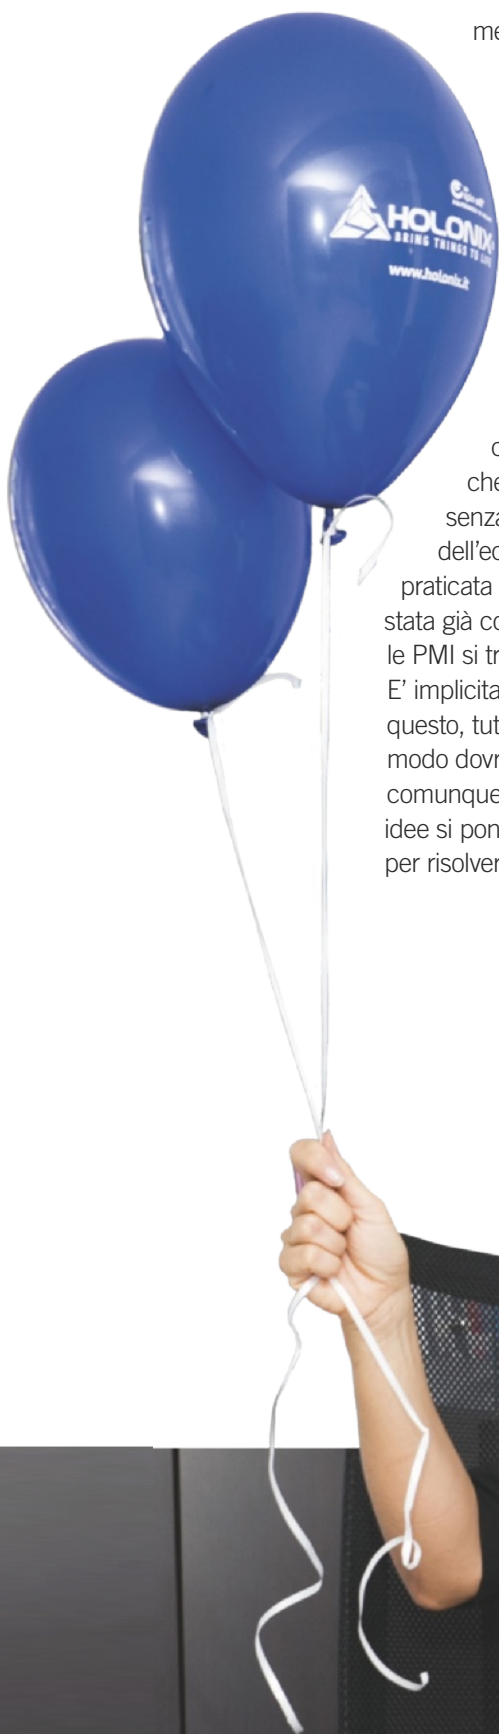 me
HOLONIX
BRING THINGS TO LIFE
www.holonix.it
che
senza
dell'ec
praticata
stata già co
le PMI si tr
E' implicita
questo, tut
modo dovr
comunque
idee si pon
per risolver